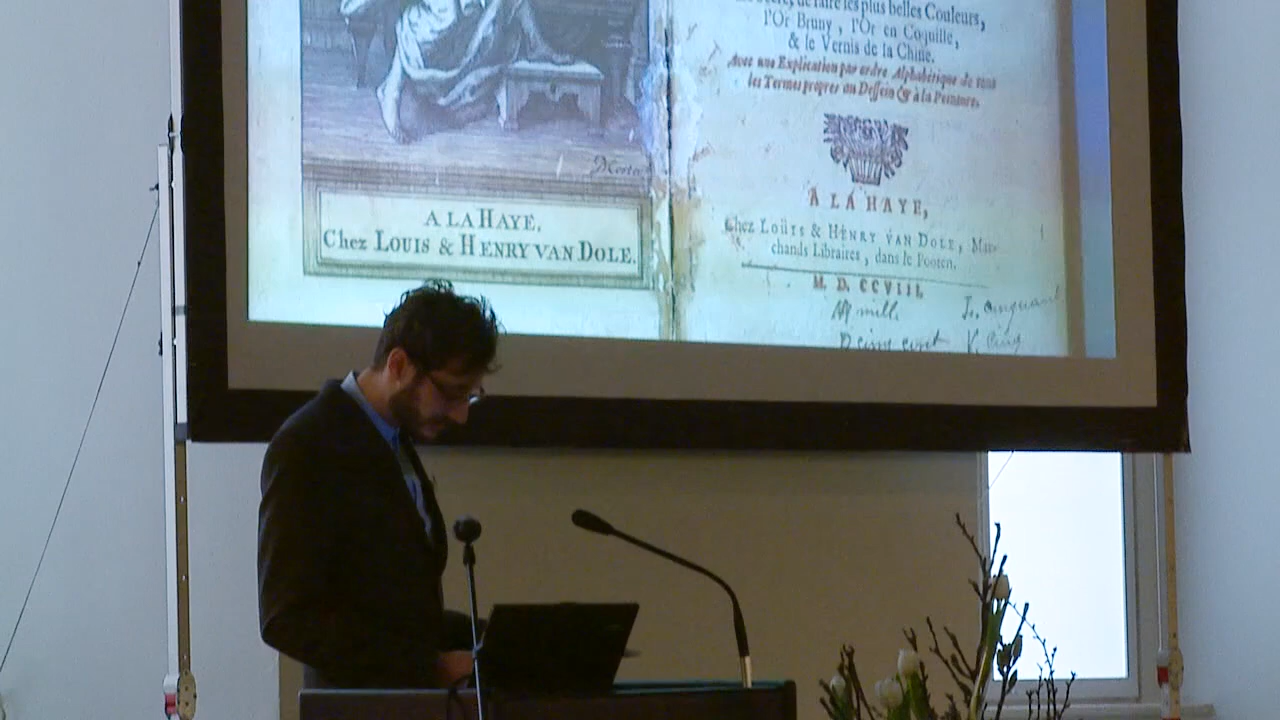 A LA HAYE,
Chez LOUIS & HENRY VAN DOLE.
de faire les plus belles Couleurs,
l'Or Bruny, l'Or en Coquille,
& le Vernis de la Chine.
Avec une Explication par ordre Alphabétique de tous
les Termes propres au Dessein & à la Peinture.
A LA HAYE,
Chez LOÜIS & HENRY VAN DOLE, Mar-
chands Libraires, dans le Pooten.
M. D. CCVIII.